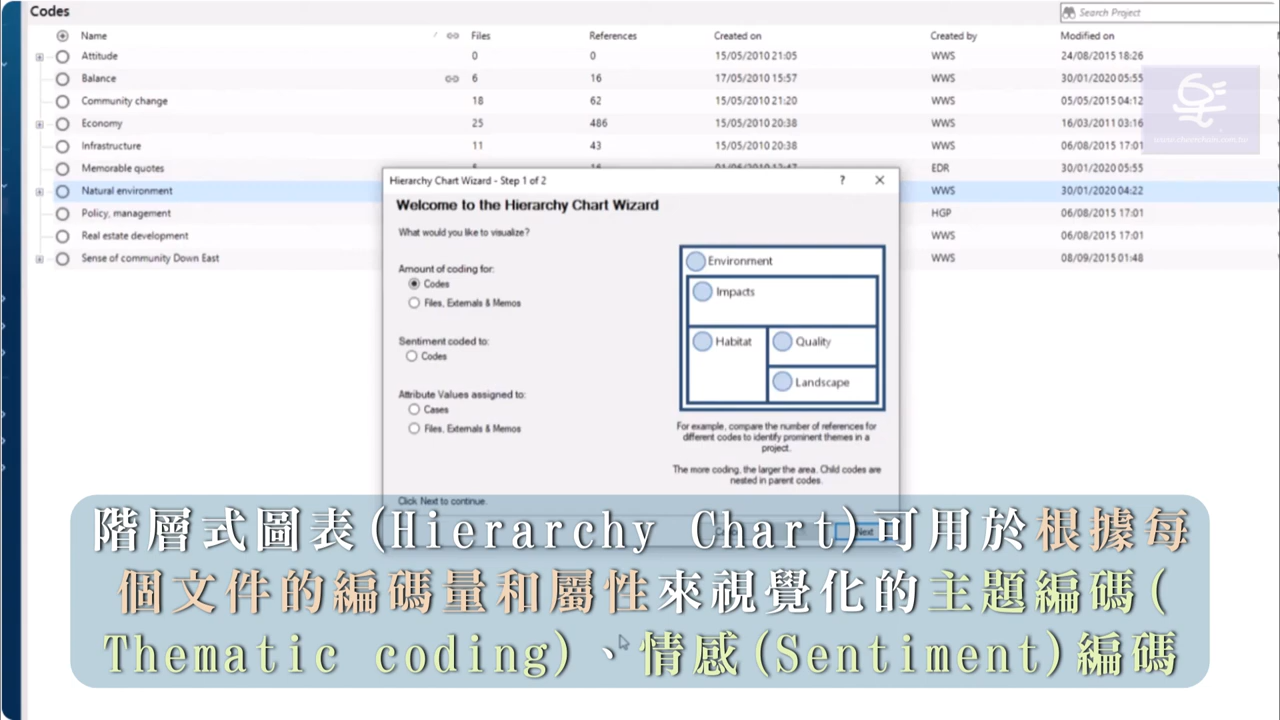 Codes
Search Project
Name Files References Created on Created by Modified on
Attitude 0 0 15/05/2010 21:05 WWS 24/08/2015 18:26
Balance 6 16 17/05/2010 15:57 WWS 30/01/2020 05:55
Community change 18 62 15/05/2010 21:20 WWS 05/05/2015 04:12
Economy 25 486 15/05/2010 20:38 WWS 16/03/2011 03:16
Infrastructure 11 43 15/05/2010 20:38 WWS 06/08/2015 17:01
Memorable quotes EDR 30/01/2020 05:55
Natural environment WWS 30/01/2020 04:22
Policy, management HGP 06/08/2015 17:01
Real estate development WWS 06/08/2015 17:01
Sense of community Down East WWS 08/09/2015 01:48
Hierarchy Chart Wizard - Step 1 of 2 ?
Welcome to the Hierarchy Chart Wizard
What would you like to visualize?
Amount of coding for:
Codes
Files, Externals & Memos
Sentiment coded to:
Codes
Attribute Values assigned to:
Cases
Files, Externals & Memos
Environment
Impacts
Habitat
Quality
Landscape
For example, compare the number of references for
different codes to identify prominent themes in a
project.
The more coding, the larger the area. Child codes are
nested in parent codes.
Click Next to continue.
Next
階層式圖表(Hierarchy Chart)可用於根據每
個文件的編碼量和屬性來視覺化的主題編碼(
Thematic coding)、情感(Sentiment)編碼